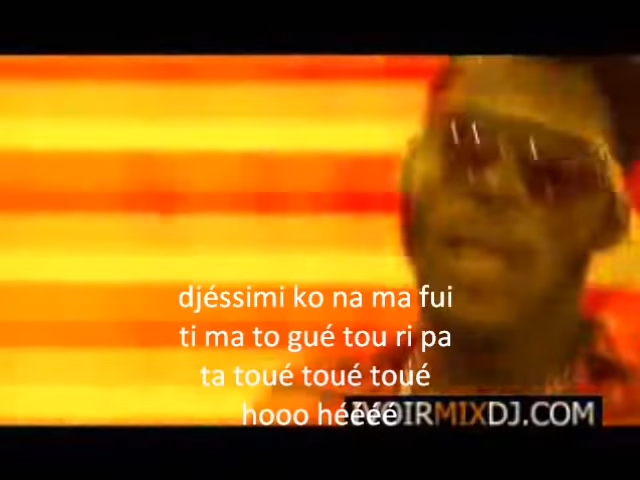 djéssimi ko na ma fui
ti ma to gué tou ri pa
ta toué toué toué
hooo héééé
IVOIRMIXDJ.COM